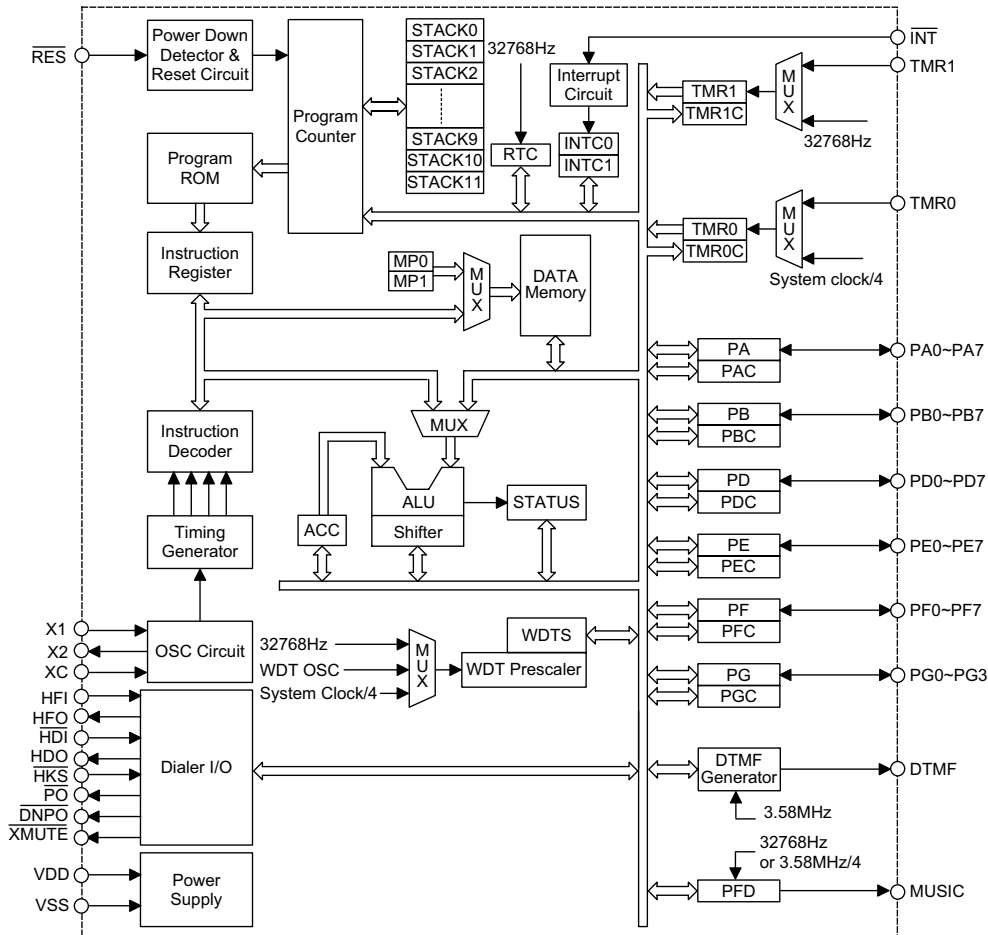 RES
Power Down
Detector &
Reset Circuit
Program
Counter
STACK0
STACK1
STACK2
STACK9
STACK10
STACK11
32768Hz
RTC
Interrupt
Circuit
INTC0
INTC1
INT
TMR1
TMR1
TMR1C
MUX
32768Hz
Program
ROM
Instruction
Register
MP0
MP1
MUX
DATA
Memory
TMR0
TMR0
TMR0C
MUX
System clock/4
PA
PAC
PA0~PA7
MUX
Instruction
Decoder
ALU
Shifter
STATUS
ACC
Timing
Generator
PB
PBC
PB0~PB7
PD
PDC
PD0~PD7
PE
PEC
PE0~PE7
PF
PFC
PF0~PF7
PG
PGC
PG0~PG3
X1
X2
XC
OSC Circuit
32768Hz
WDT OSC
System Clock/4
MUX
WDTS
WDT Prescaler
HFI
HFO
HDI
HDO
HKS
PO
DNPO
XMUTE
Dialer I/O
DTMF
Generator
DTMF
3.58MHz
32768Hz
or 3.58MHz/4
PFD
MUSIC
VDD
VSS
Power
Supply